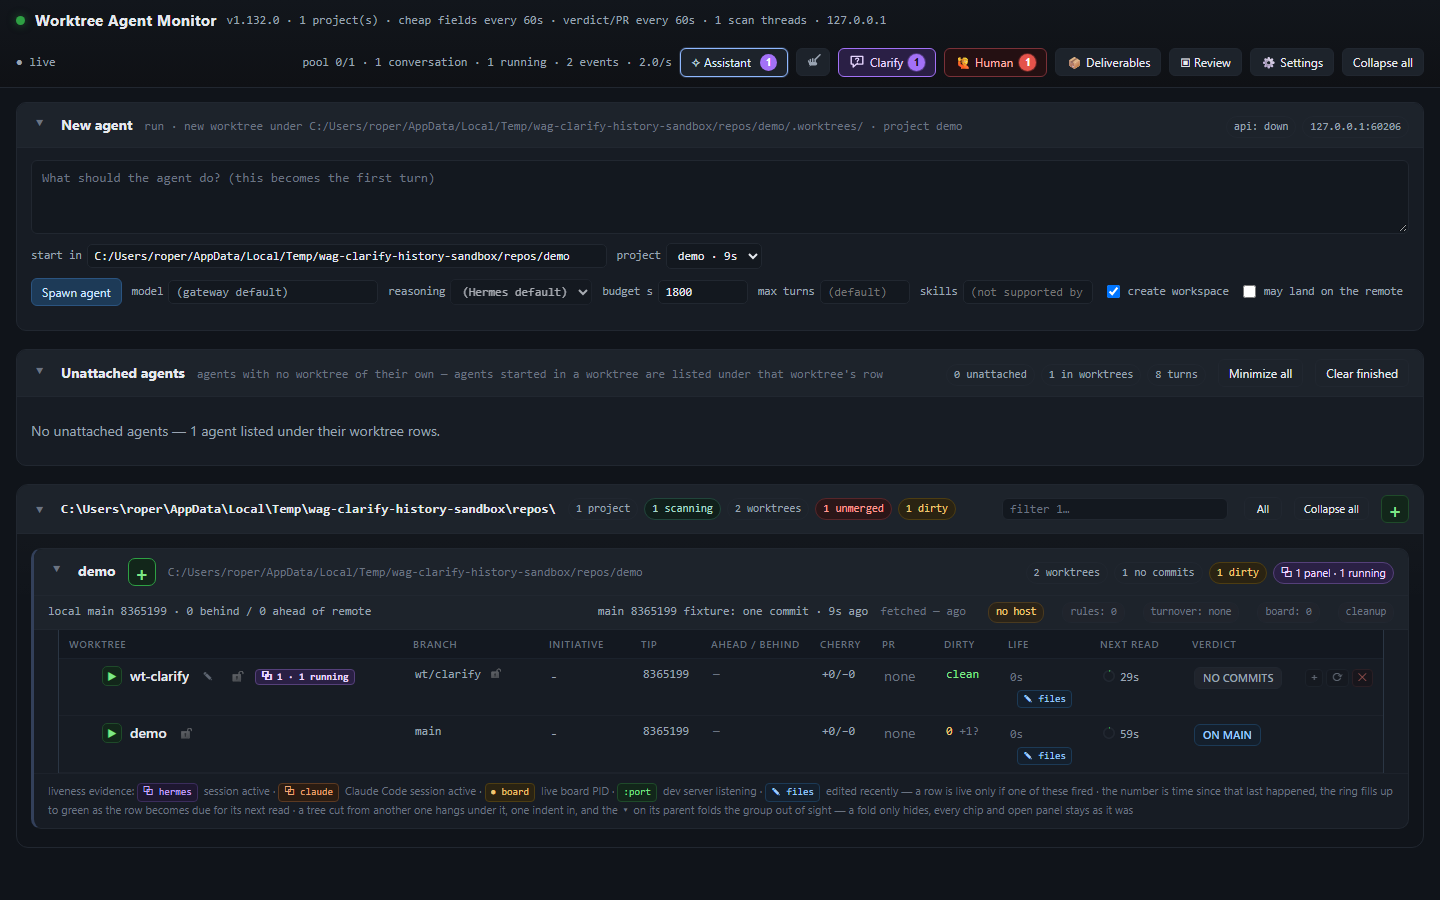 Worktree Agent Monitor v1.132.0 · 1 project(s) · cheap fields every 60s · verdict/PR every 60s · 1 scan threads · 127.0.0.1
● live pool 0/1 · 1 conversation · 1 running · 2 events · 2.0/s Assistant 1 Clarify 1 Human 1 Deliverables Review Settings Collapse all
New agent run · new worktree under C:/Users/roper/AppData/Local/Temp/wag-clarify-history-sandbox/repos/demo/.worktrees/ · project demo api: down 127.0.0.1:60206
What should the agent do? (this becomes the first turn)
start in C:/Users/roper/AppData/Local/Temp/wag-clarify-history-sandbox/repos/demo project demo · 9s
Spawn agent model (gateway default) reasoning (Hermes default) budget s 1800 max turns (default) skills (not supported by create workspace may land on the remote
Unattached agents agents with no worktree of their own — agents started in a worktree are listed under that worktree's row 0 unattached 1 in worktrees 8 turns Minimize all Clear finished
No unattached agents — 1 agent listed under their worktree rows.
C:\Users\roper\AppData\Local\Temp\wag-clarify-history-sandbox\repos\ 1 project 1 scanning 2 worktrees 1 unmerged 1 dirty filter 1… All Collapse all +
demo + C:/Users/roper/AppData/Local/Temp/wag-clarify-history-sandbox/repos/demo 2 worktrees 1 no commits 1 dirty 1 panel · 1 running
local main 8365199 · 0 behind / 0 ahead of remote main 8365199 fixture: one commit · 9s ago fetched — ago no host rules: 0 turnover: none board: 0 cleanup
WORKTREE BRANCH INITIATIVE TIP AHEAD / BEHIND CHERRY PR DIRTY LIFE NEXT READ VERDICT
wt-clarify 1 · 1 running wt/clarify – 8365199 — +0/−0 none clean 0s 29s NO COMMITS +
files
demo main – 8365199 — +0/−0 none 0 +1? 0s 59s ON MAIN
files
liveness evidence: hermes session active · claude Claude Code session active · ● board live board PID · :port dev server listening · files edited recently — a row is live only if one of these fired · the number is time since that last happened, the ring fills up
to green as the row becomes due for its next read · a tree cut from another one hangs under it, one indent in, and the ▾ on its parent folds the group out of sight — a fold only hides, every chip and open panel stays as it was